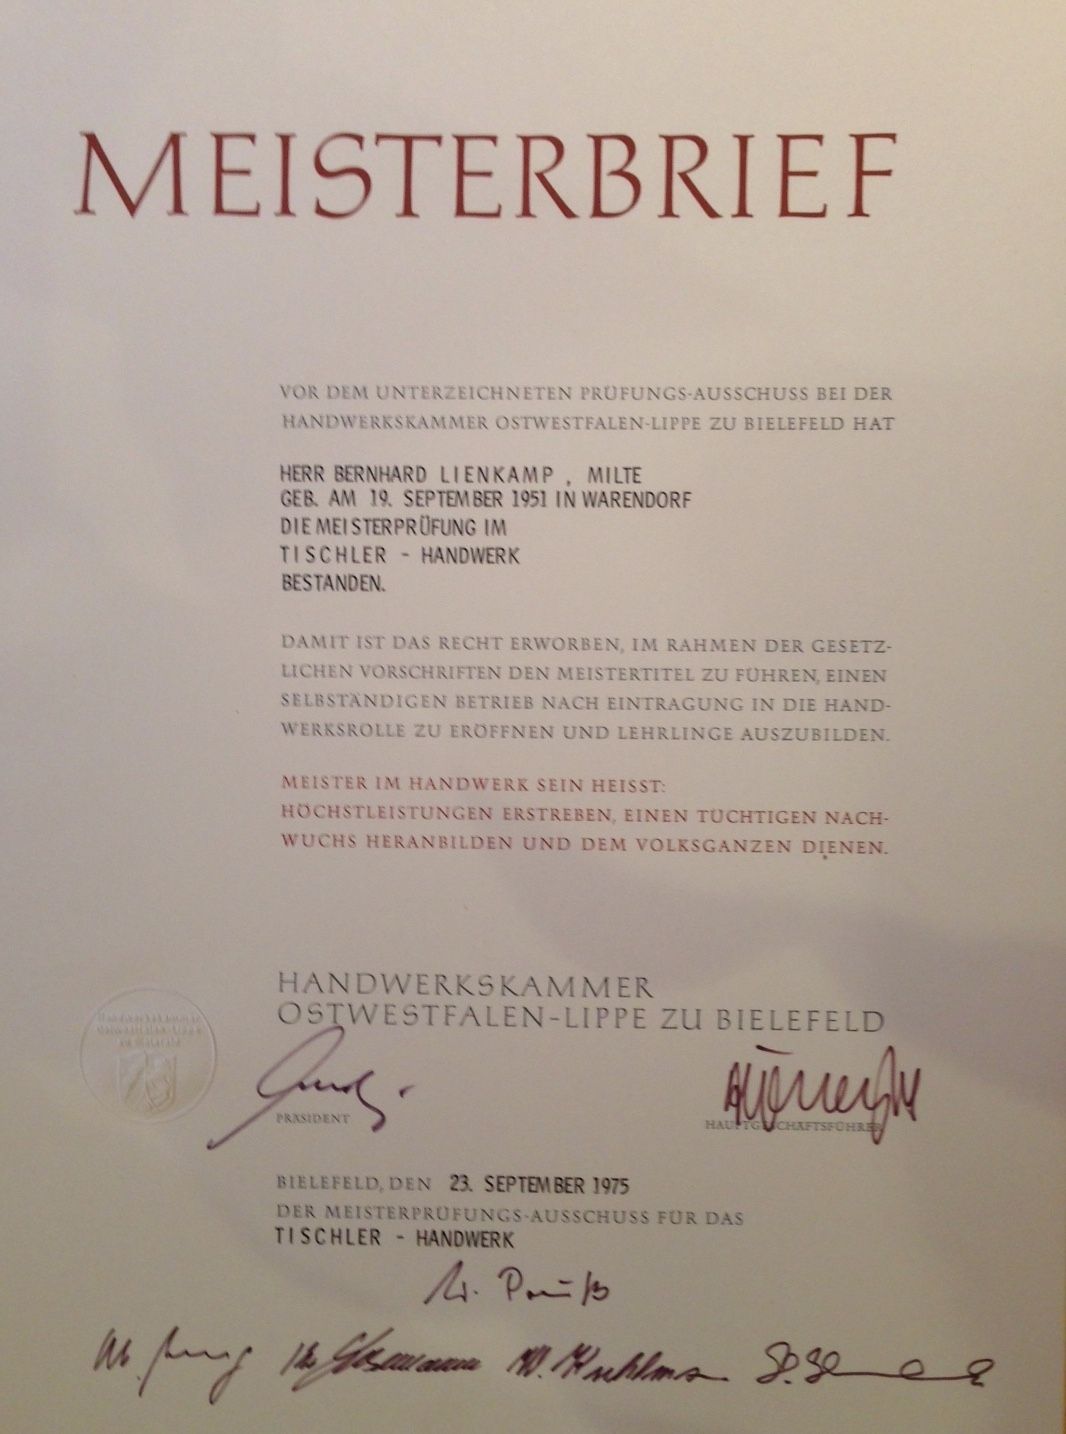 MEISTERBRIEF
VOR DEM UNTERZEICHNETEN PRÜFUNGS-AUSSCHUSS BEI DER
HANDWERKSKAMMER OSTWESTFALEN-LIPPE ZU BIELEFELD HAT
HERR BERNHARD LIENKAMP , MILTE
GEB. AM 19. SEPTEMBER 1951 IN WARENDORF
DIE MEISTERPRÜFUNG IM
TISCHLER - HANDWERK
BESTANDEN.
DAMIT IST DAS RECHT ERWORBEN, IM RAHMEN DER GESETZ-
LICHEN VORSCHRIFTEN DEN MEISTERTITEL ZU FÜHREN, EINEN
SELBSTÄNDIGEN BETRIEB NACH EINTRAGUNG IN DIE HAND-
WERKSROLLE ZU ERÖFFNEN UND LEHRLINGE AUSZUBILDEN.
MEISTER IM HANDWERK SEIN HEISST:
HÖCHSTLEISTUNGEN ERSTREBEN, EINEN TÜCHTIGEN NACH-
WUCHS HERANBILDEN UND DEM VOLKSGANZEN DIENEN.
HANDWERKSKAMMER
OSTWESTFALEN-LIPPE ZU BIELEFELD
PRÄSIDENT
HAUPTGESCHÄFTSFÜHRER
BIELEFELD, DEN 23. SEPTEMBER 1975
DER MEISTERPRÜFUNGS-AUSSCHUSS FÜR DAS
TISCHLER - HANDWERK